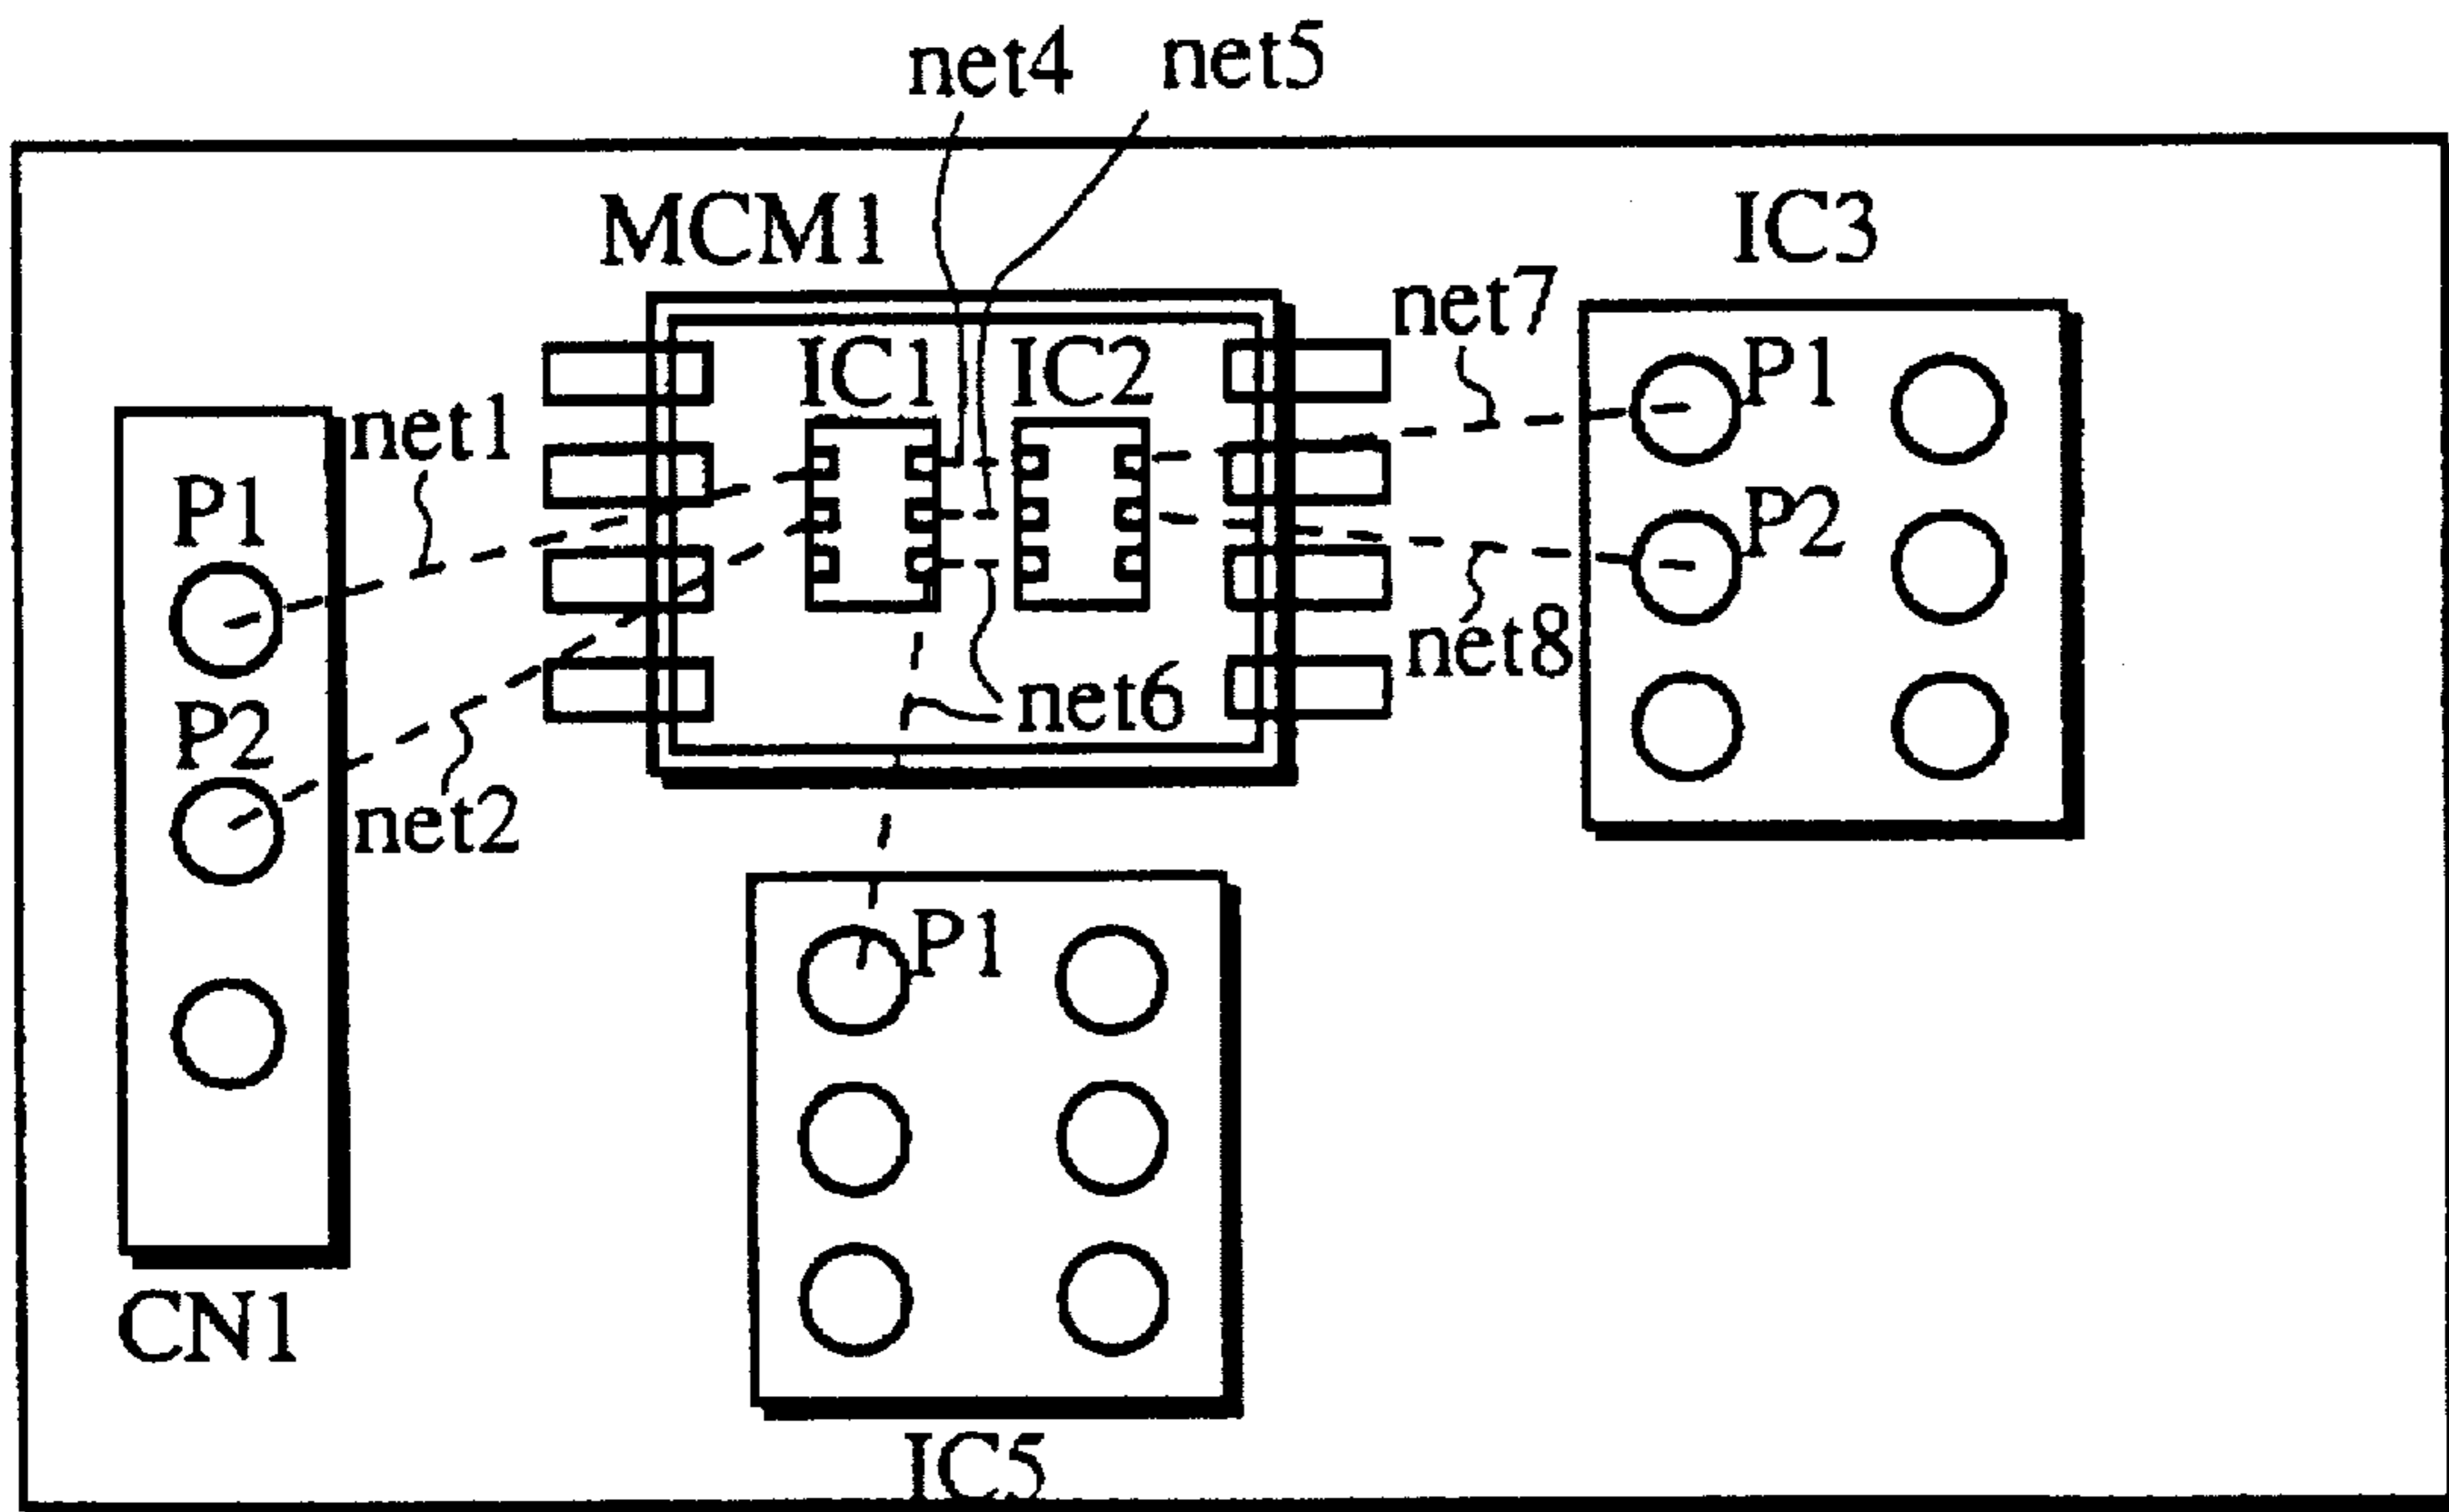 net4 net5
MCM1 IC3
net7
IC1 IC2 P1
net1
P1 P2
net8
net6
P2
net2
P1
CN1
IC5